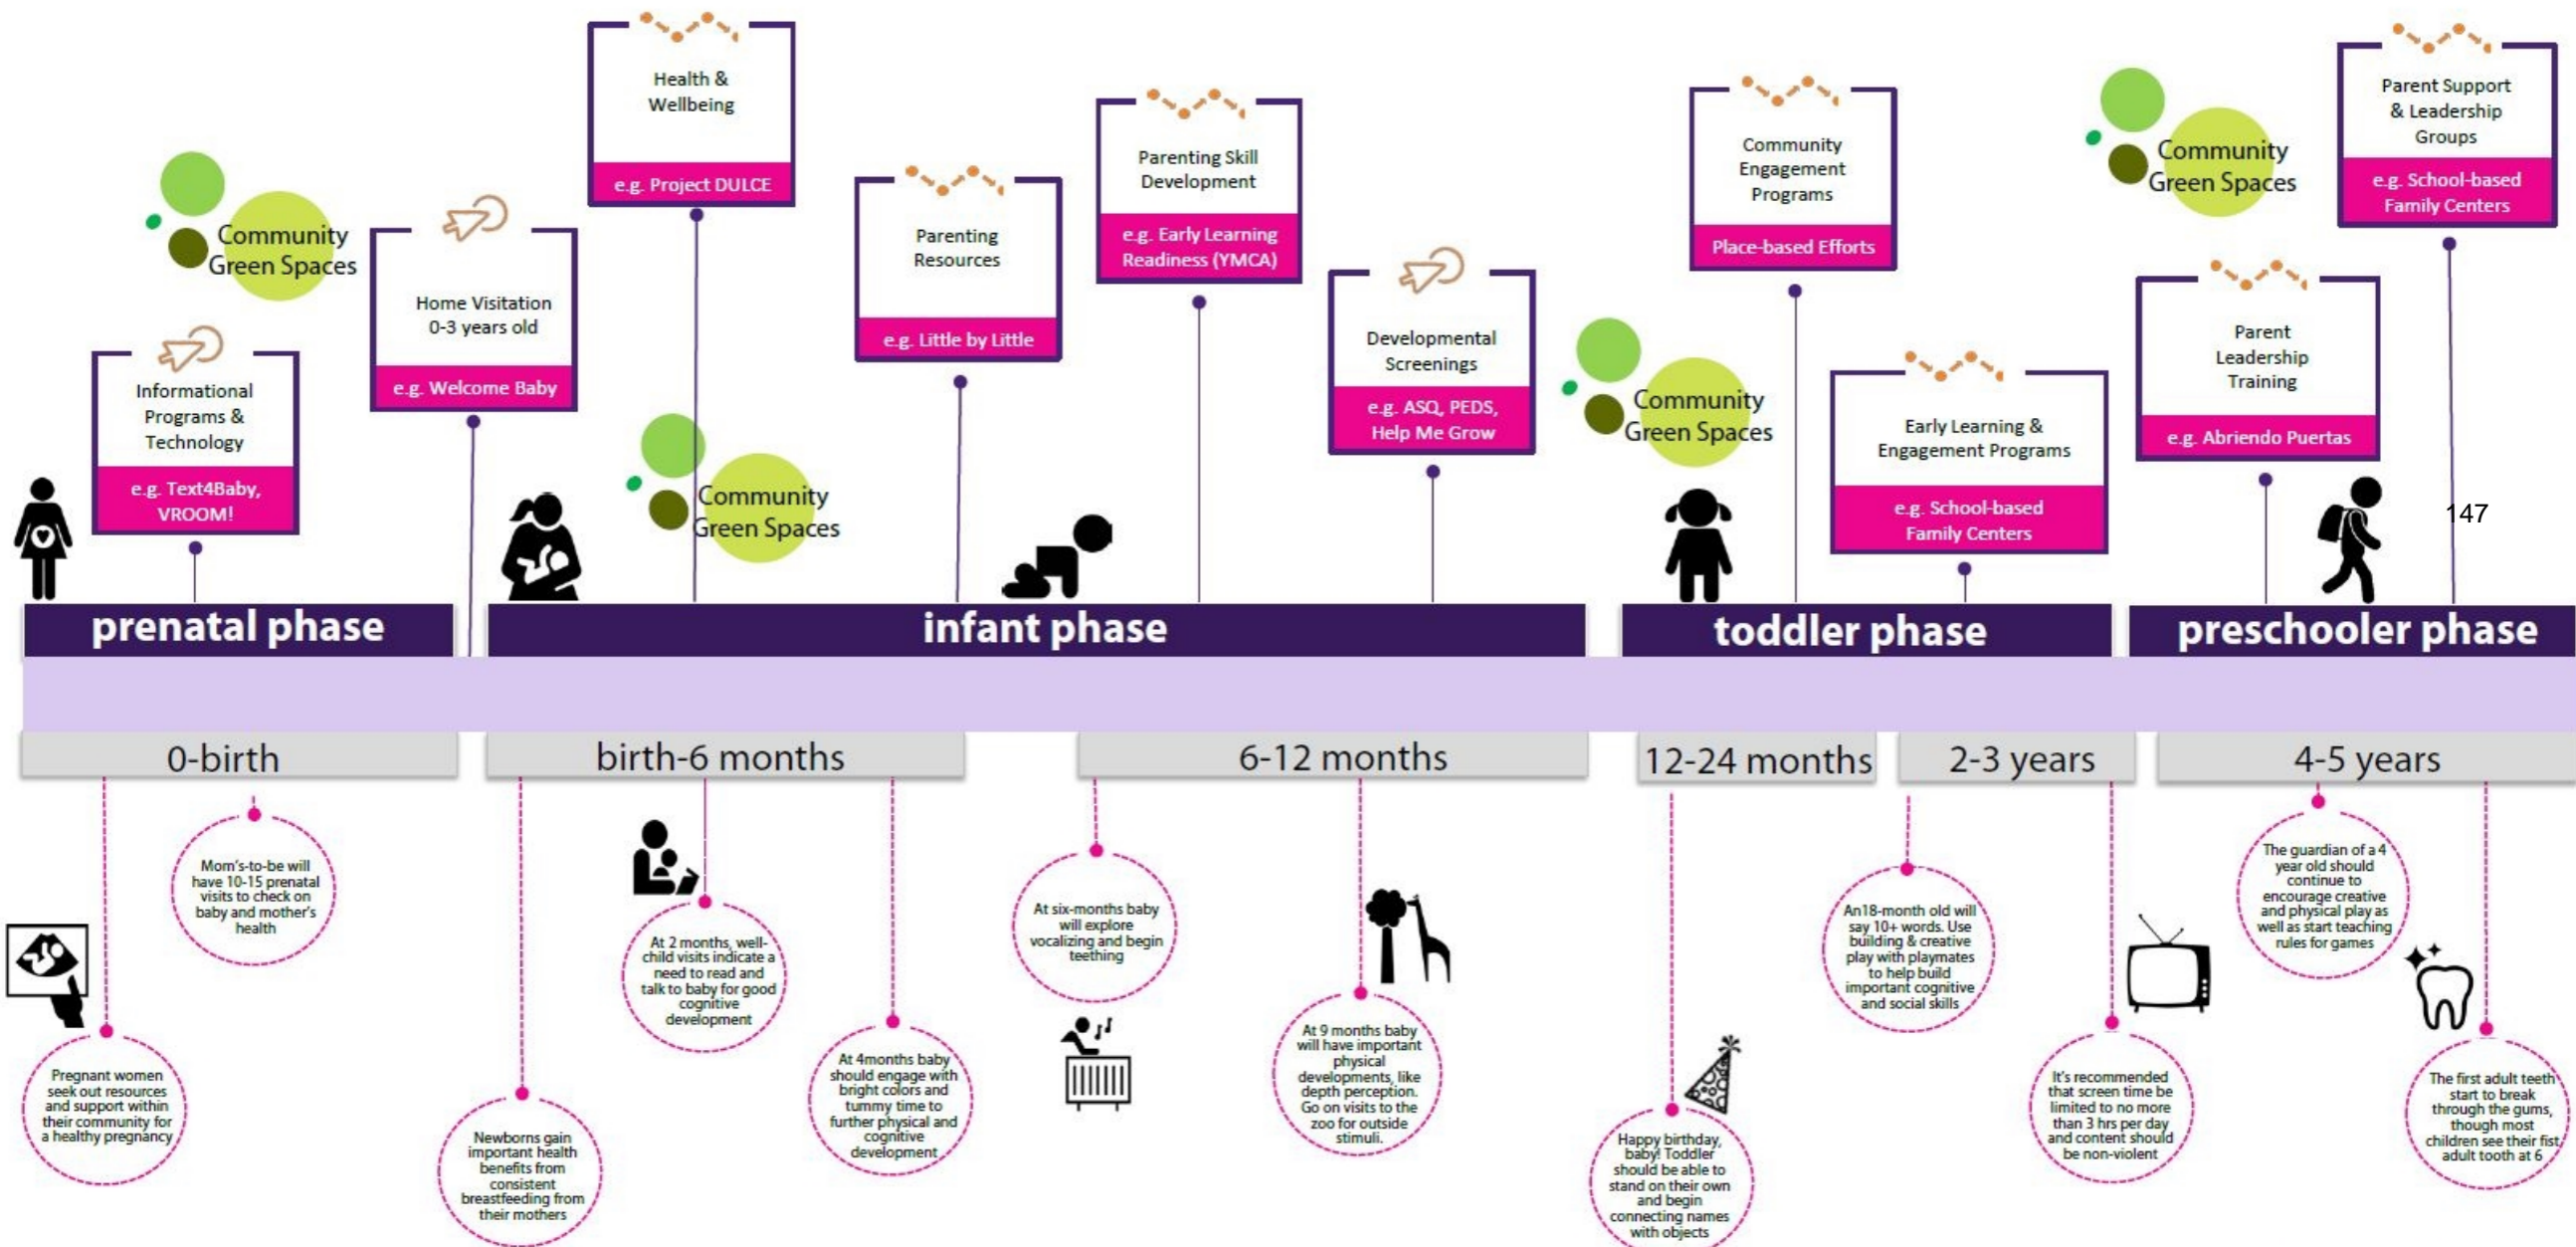 Health &
Wellbeing
e.g. Project DULCE
Parent Support
& Leadership
Groups
e.g. School-based
Family Centers
Parenting Skill
Development
e.g. Early Learning
Readiness (YMCA)
Community
Engagement
Programs
Place-based Efforts
Community
Green Spaces
Community
Green Spaces
Home Visitation
0-3 years old
e.g. Welcome Baby
Parenting
Resources
e.g. Little by Little
Developmental
Screenings
e.g. ASQ, PEDS,
Help Me Grow
Parent
Leadership
Training
e.g. Abriendo Puertas
Informational
Programs &
Technology
e.g. Text4Baby,
VROOM!
Community
Green Spaces
Community
Green Spaces
Early Learning &
Engagement Programs
e.g. School-based
Family Centers
147
prenatal phase
infant phase
toddler phase
preschooler phase
0-birth
birth-6 months
6-12 months
12-24 months
2-3 years
4-5 years
Pregnant women
seek out resources
and support within
their community for
a healthy pregnancy
Mom's-to-be will
have 10-15 prenatal
visits to check on
baby and mother's
health
Newborns gain
important health
benefits from
consistent
breastfeeding from
their mothers
At 2 months, well-
child visits indicate a
need to read and
talk to baby for good
cognitive
development
At 4months baby
should engage with
bright colors and
tummy time to
further physical and
cognitive
development
At six-months baby
will explore
vocalizing and begin
teething
At 9 months baby
will have important
physical
developments, like
depth perception.
Go on visits to the
zoo for outside
stimuli.
Happy birthday,
baby! Toddler
should be able to
stand on their own
and begin
connecting names
with objects
An18-month old will
say 10+ words. Use
building & creative
play with playmates
to help build
important cognitive
and social skills
It's recommended
that screen time be
limited to no more
than 3 hrs per day
and content should
be non-violent
The guardian of a 4
year old should
continue to
encourage creative
and physical play as
well as start teaching
rules for games
The first adult teeth
start to break
through the gums,
though most
children see their fist
adult tooth at 6